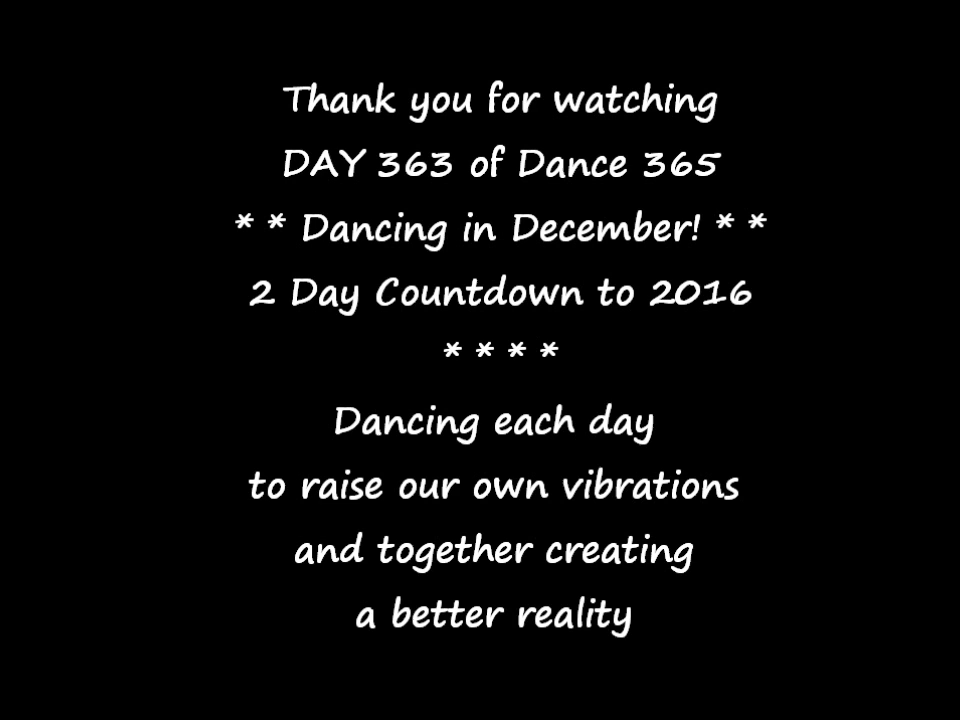 Thank you for watching
DAY 363 of Dance 365
* * Dancing in December! * *
2 Day Countdown to 2016
* * * *
Dancing each day
to raise our own vibrations
and together creating
a better reality